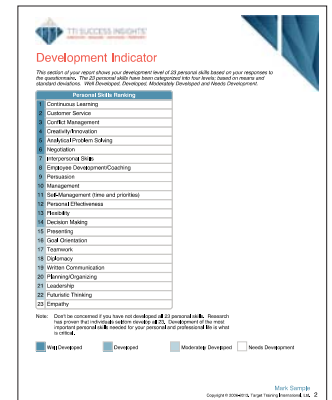 TTI SUCCESS INSIGHTS
Development Indicator
This section of your report shows your development level of 23 personal skills based on your responses to
the questionnaire. The 23 personal skills have been categorized into four levels; based on means and
standard deviations. Well Developed, Developed, Moderately Developed and Needs Development.
Personal Skills Ranking
1 Continuous Learning
2 Customer Service
3 Conflict Management
4 Creativity/Innovation
5 Analytical Problem Solving
6 Negotiation
7 Interpersonal Skills
8 Employee Development/Coaching
9 Persuasion
10 Management
11 Self-Management (time and priorities)
12 Personal Effectiveness
13 Flexibility
14 Decision Making
15 Presenting
16 Goal Orientation
17 Teamwork
18 Diplomacy
19 Written Communication
20 Planning/Organizing
21 Leadership
22 Futuristic Thinking
23 Empathy
Note: Don't be concerned if you have not developed all 23 personal skills. Research
has proven that individuals seldom develop all 23. Development of the most
important personal skills needed for your personal and professional life is what
is critical.
Well Developed Developed Moderately Developed Needs Development
Mark Sample
Copyright © 2006-2013, Target Training International, Ltd. 2